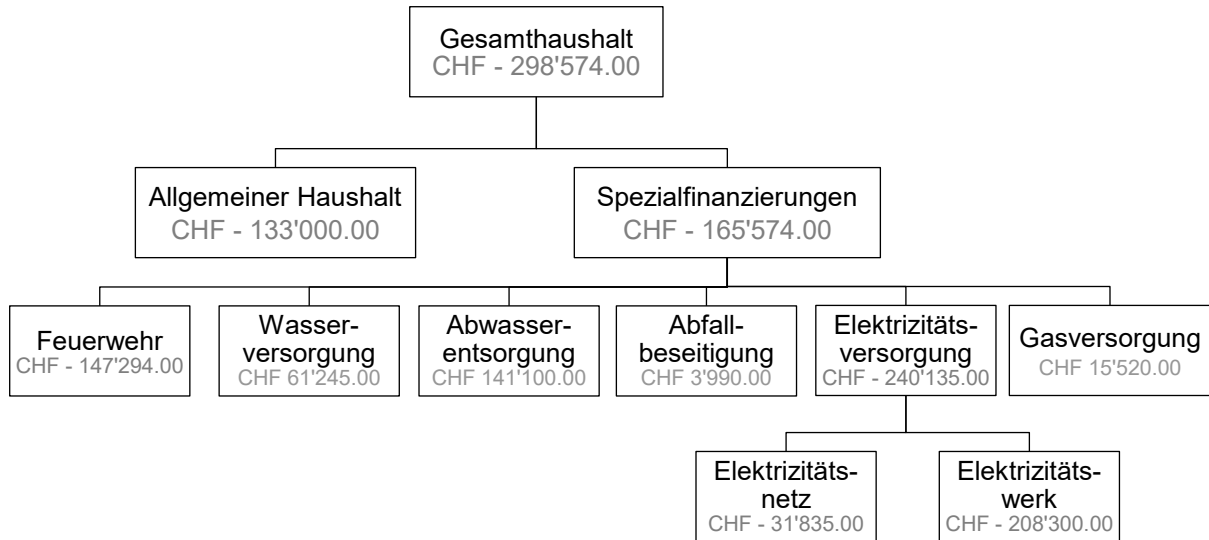 Gesamthaushalt
CHF - 298'574.00
Allgemeiner Haushalt
CHF - 133'000.00
Spezialfinanzierungen
CHF - 165'574.00
Feuerwehr
CHF - 147'294.00
Wasser-
versorgung
CHF 61'245.00
Abwasser-
entsorgung
CHF 141'100.00
Abfall-
beseitigung
CHF 3'990.00
Elektrizitäts-
versorgung
CHF - 240'135.00
Gasversorgung
CHF 15'520.00
Elektrizitäts-
netz
CHF - 31'835.00
Elektrizitäts-
werk
CHF - 208'300.00